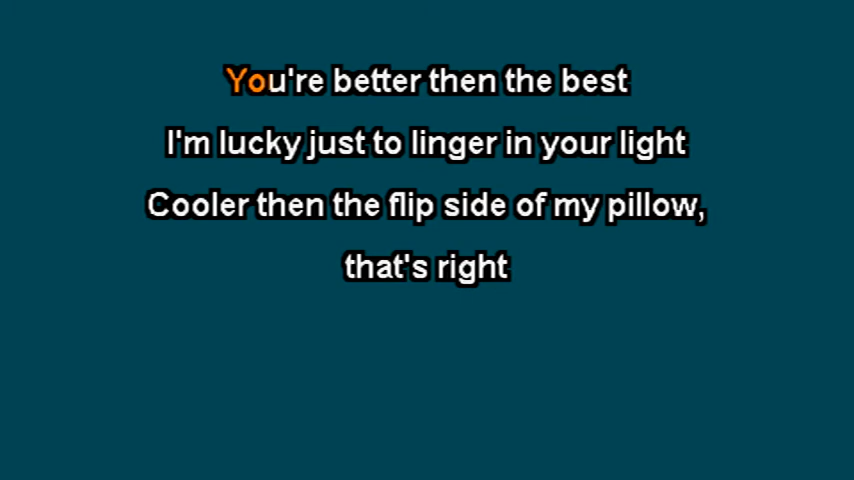 You're better then the best
I'm lucky just to linger in your light
Cooler then the flip side of my pillow,
that's right